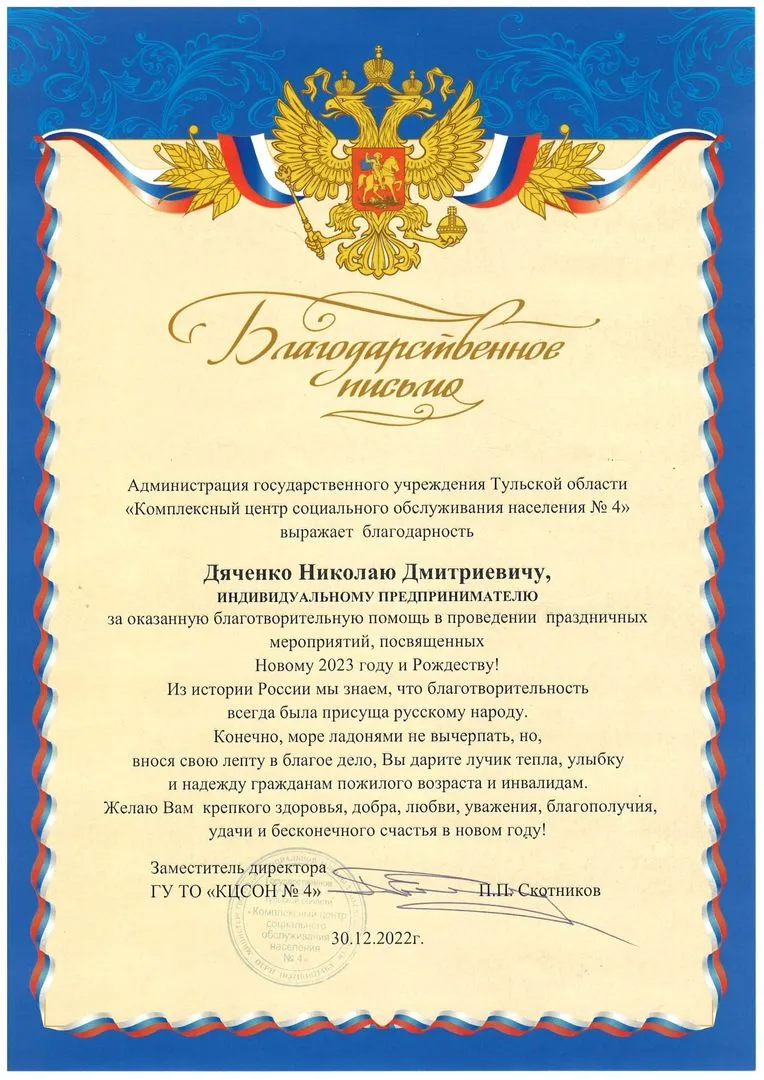 Благодарственное
письмо
Администрация государственного учреждения Тульской области
«Комплексный центр социального обслуживания населения № 4»
выражает благодарность
Дяченко Николаю Дмитриевичу,
ИНДИВИДУАЛЬНОМУ ПРЕДПРИНИМАТЕЛЮ
за оказанную благотворительную помощь в проведении праздничных
мероприятий, посвященных
Новому 2023 году и Рождеству!
Из истории России мы знаем, что благотворительность
всегда была присуща русскому народу.
Конечно, море ладонями не вычерпать, но,
внося свою лепту в благое дело, Вы дарите лучик тепла, улыбку
и надежду гражданам пожилого возраста и инвалидам.
Желаю Вам крепкого здоровья, добра, любви, уважения, благополучия,
удачи и бесконечного счастья в новом году!
Заместитель директора
ГУ ТО «КЦСОН № 4» П.П. Скотников
Тульской области
«Комплексный центр
социального
обслуживания
населения
№ 4»
30.12.2022г.